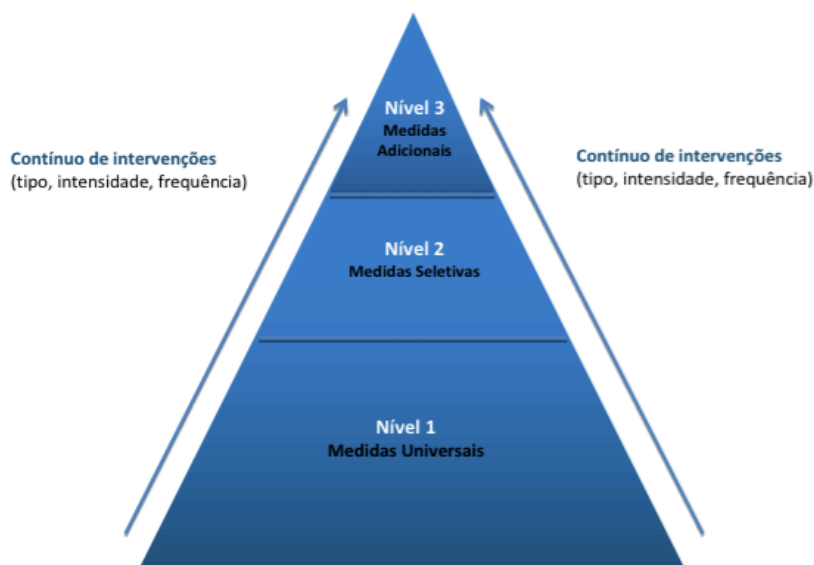 Nível 3
Medidas
Adicionais
Contínuo de intervenções
(tipo, intensidade, frequência)
Contínuo de intervenções
(tipo, intensidade, frequência)
Nível 2
Medidas Seletivas
Nível 1
Medidas Universais